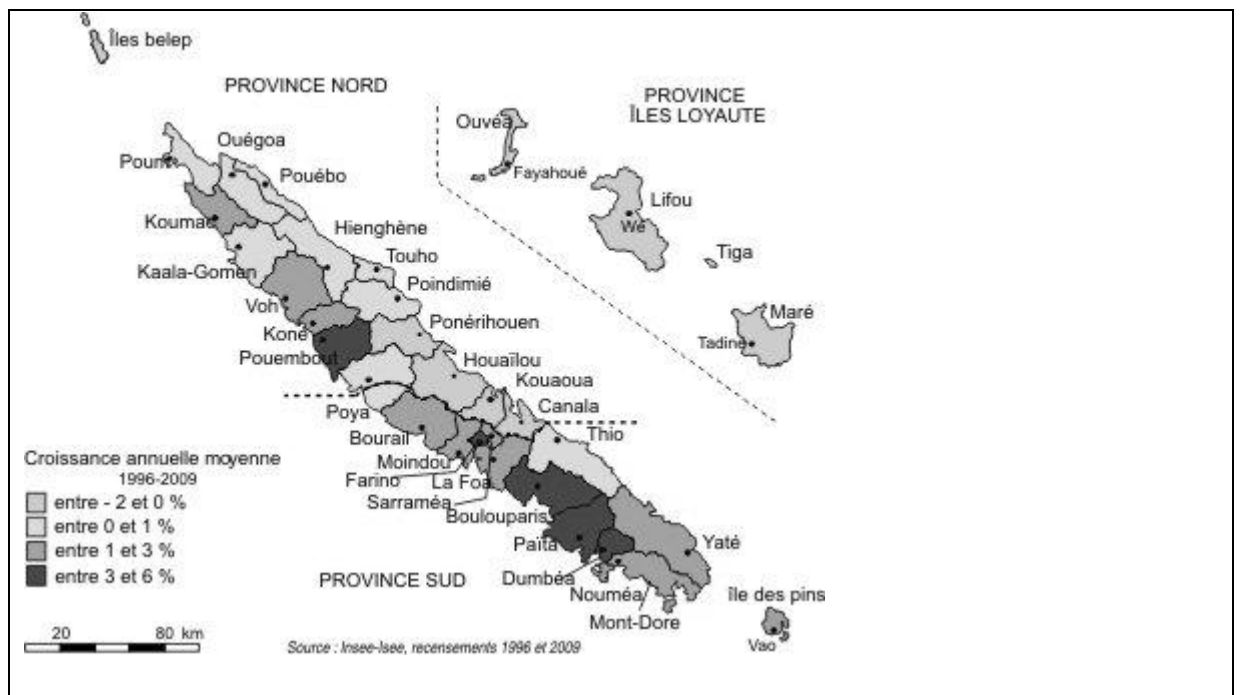 Îles belep
PROVINCE NORD
PROVINCE
ÎLES LOYAUTE
Ouvéa
Fayahoué
Ouégoa
Poum
Pouébo
Lifou
Wé
Koumac
Hienghène
Tiga
Touho
Kaala-Gomen
Poindimié
Voh
Maré
Ponérihouen
Koné
Tadine
Pouembout
Houaïlou
Kouaoua
Canala
Poya
Thio
Bourail
Croissance annuelle moyenne
1996-2009
Moindou
Farino
La Foa
Sarraméa
entre - 2 et 0 %
Boulouparis
entre 0 et 1 %
Païta
Yaté
entre 1 et 3 %
entre 3 et 6 %
PROVINCE SUD
Dumbéa
Nouméa
île des pins
Mont-Dore
20 80 km
Source : Insee-Isee, recensements 1996 et 2009
Vao